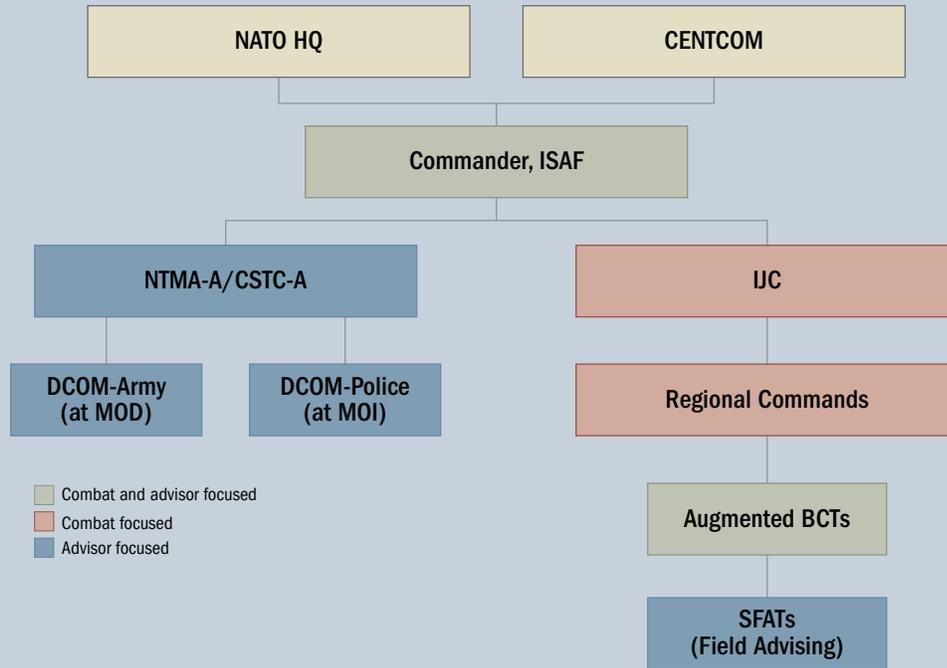 NATO HQ
CENTCOM
Commander, ISAF
NTMA-A/CSTC-A
IJC
DCOM-Army
(at MOD)
DCOM-Police
(at MOI)
Regional Commands
Combat and advisor focused
Combat focused
Advisor focused
Augmented BCTs
SFATs
(Field Advising)